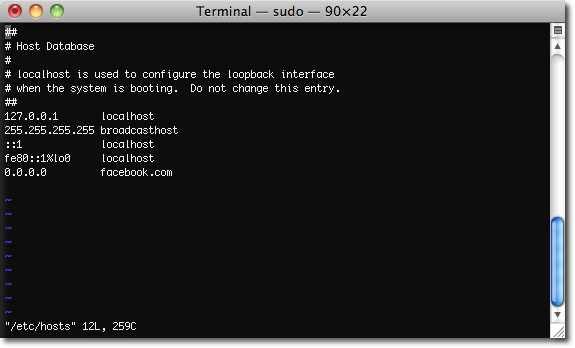 Terminal — sudo — 90×22
##
# Host Database
#
# localhost is used to configure the loopback interface
# when the system is booting.  Do not change this entry.
##
127.0.0.1       localhost
255.255.255.255 broadcasthost
::1             localhost
fe80::1%lo0     localhost
0.0.0.0         facebook.com
~
~
~
~
~
~
~
~
~
"/etc/hosts" 12L, 259C